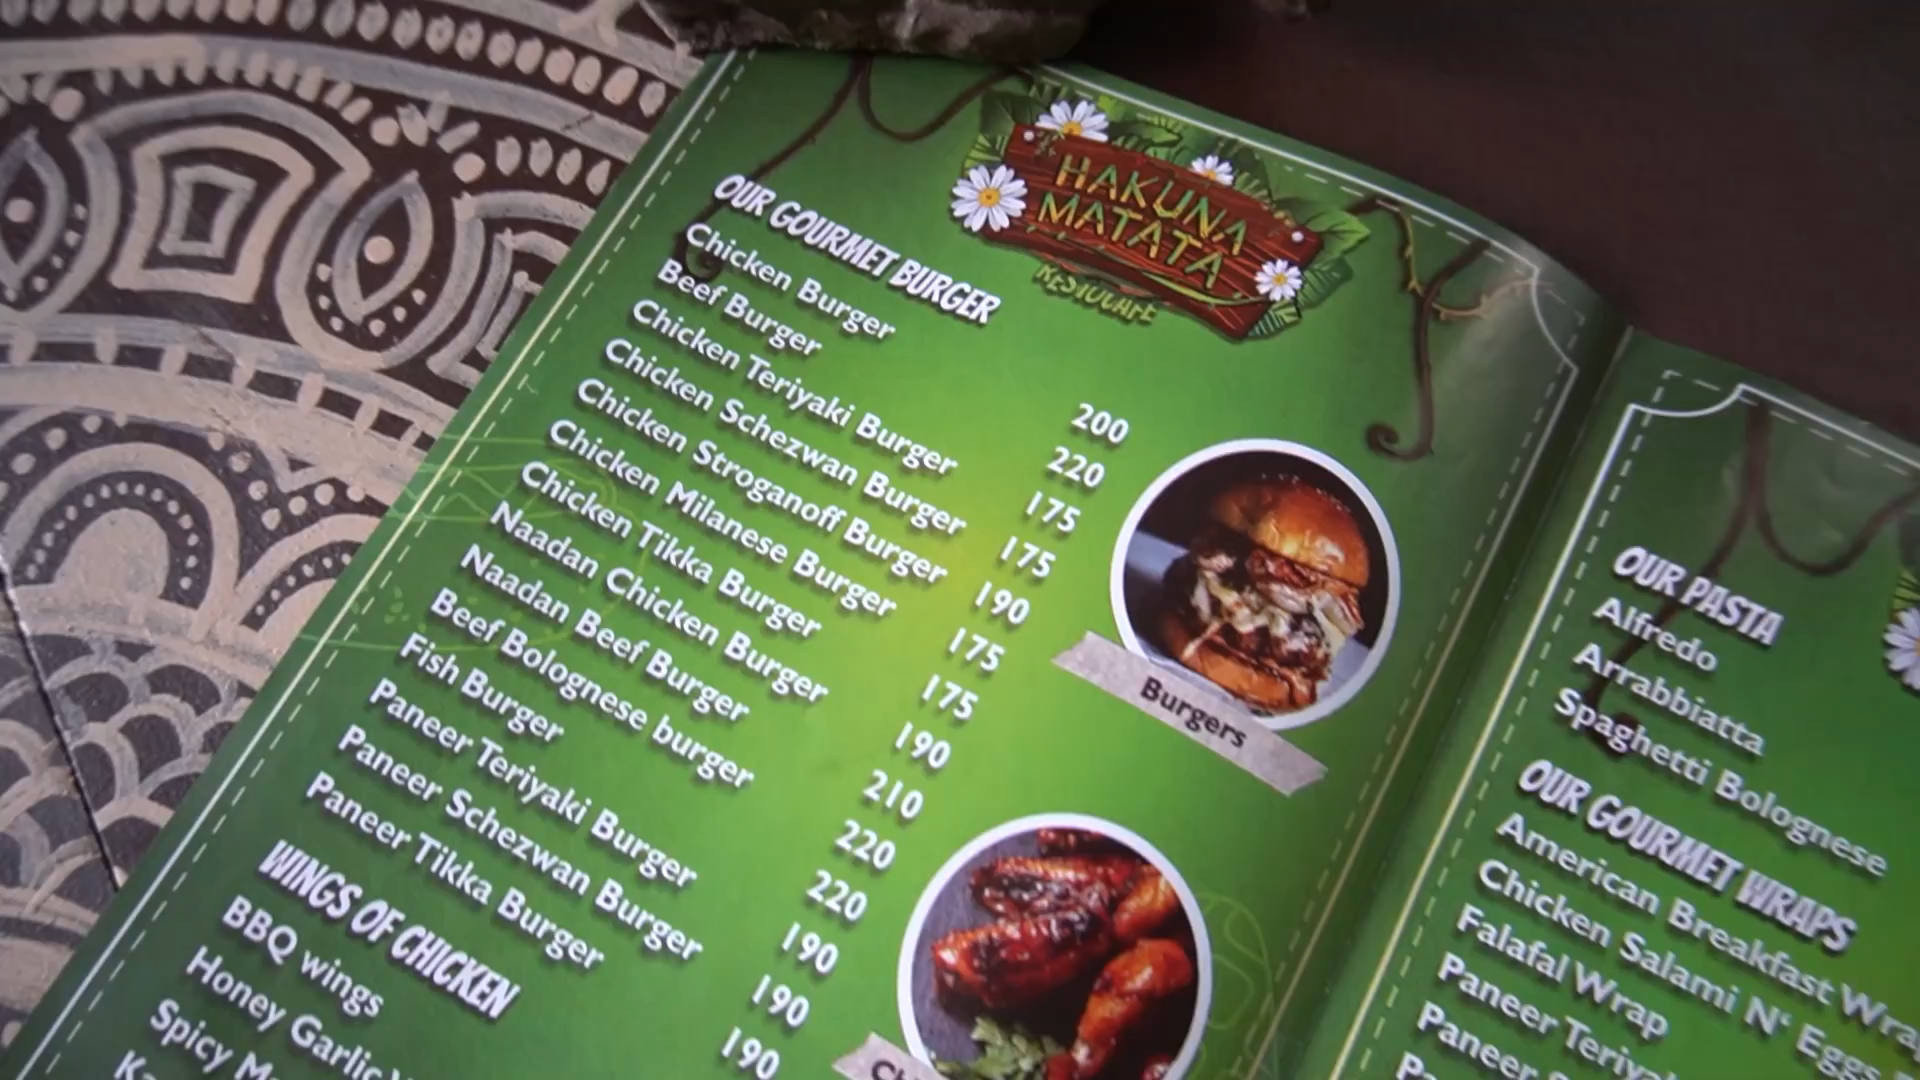 HAKUNA
MATATA
RESTOCAFE
OUR GOURMET BURGER
Chicken Burger 200
Beef Burger 220
Chicken Teriyaki Burger 175
Chicken Schezwan Burger 175
Chicken Stroganoff Burger 190
Chicken Milanese Burger 175
Chicken Tikka Burger 175
Naadan Chicken Burger 190
Naadan Beef Burger 210
Beef Bolognese burger 220
Fish Burger 220
Paneer Teriyaki Burger 190
Paneer Schezwan Burger 190
Paneer Tikka Burger 190
Burgers
WINGS OF CHICKEN
BBQ wings
Honey Garlic
Spicy
OUR PASTA
Alfredo
Arrabbiatta
Spaghetti Bolognese
OUR GOURMET WRAPS
American Breakfast
Chicken Salami N' Eggs
Falafal Wrap
Paneer
Paneer